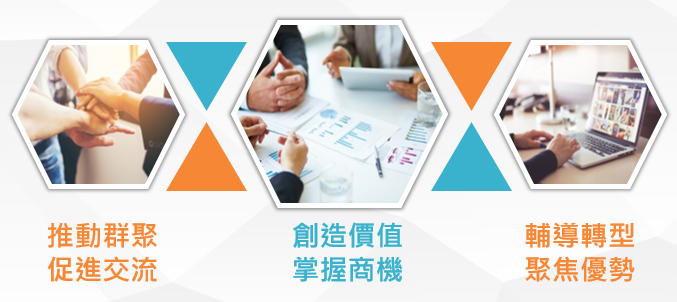 推動群聚
促進交流
創造價值
掌握商機
輔導轉型
聚焦優勢